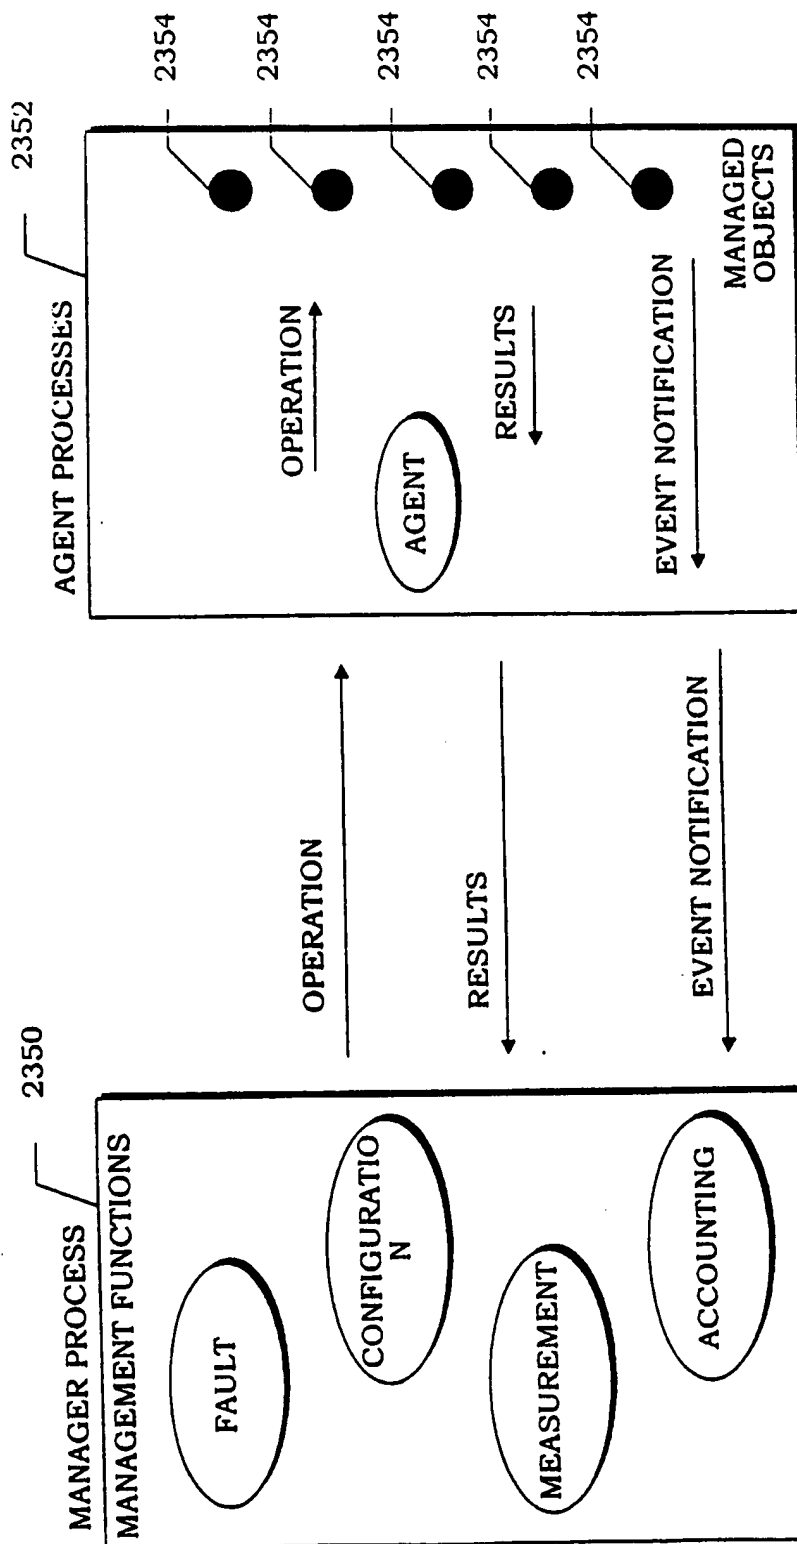 MANAGER PROCESS
2350
MANAGEMENT FUNCTIONS
FAULT
CONFIGURATIO
N
MEASUREMENT
ACCOUNTING
OPERATION
RESULTS
EVENT NOTIFICATION
AGENT PROCESSES
2352
OPERATION
AGENT
RESULTS
EVENT NOTIFICATION
MANAGED
OBJECTS
2354
2354
2354
2354
2354